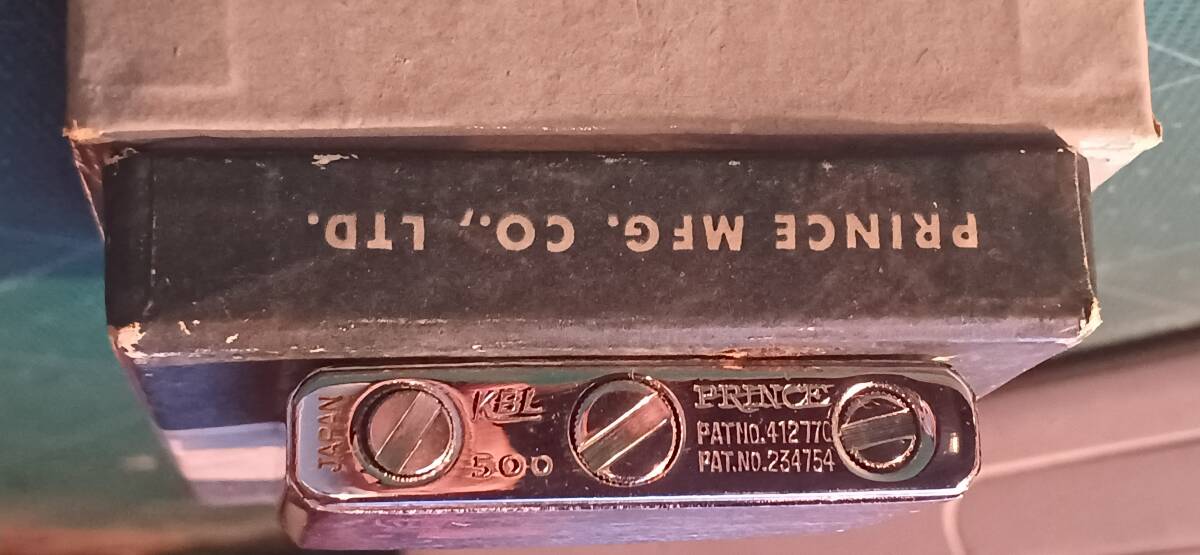 PRINCE MFG. CO., LTD.
JAPAN
KBL
500
PRINCE
PAT NO. 412770
PAT. NO. 234754